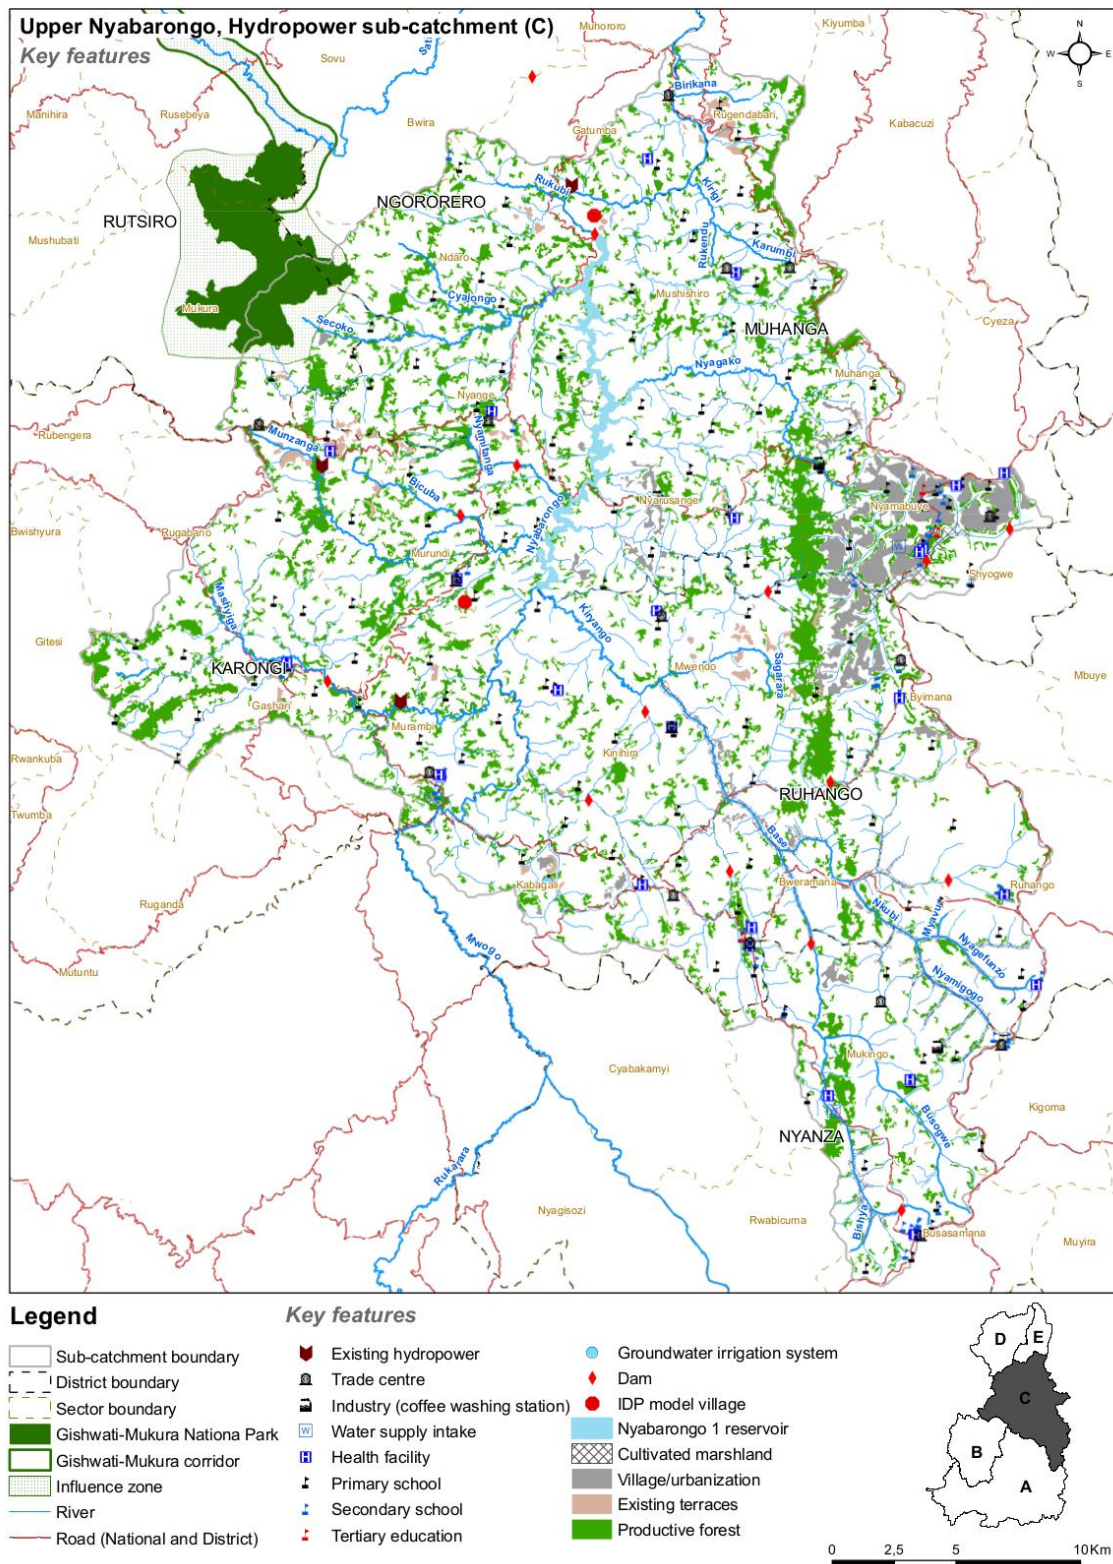 Upper Nyabarongo, Hydropower sub-catchment (C)
Key features
N
W
E
S
Muhororo
Kiyumba
Sovu
Manihira
Rusebeya
Bwira
Birikana
Rugendabari
Kabacuzi
Gatumba
Rukubi
Kirigi
RUTSIRO
NGORORERO
Mushubati
Rukendu
Karumbi
Ndaro
Cyajongo
Mushishiro
Mukura
Secoko
MUHANGA
Cyeza
Nyagako
Muhanga
Nyange
Nyamitanga
Rubengera
Munzanga
Bicuba
Nyarusange
Nyamabuye
Nyabarongo
Bwishyura
Rugabano
Murundi
Shyogwe
Mashyiga
Kiryango
Gitesi
KARONGI
Mwendo
Sagarara
Mbuye
Byimana
Gashari
Murambi
Kinihira
Rwankuba
RUHANGO
Twumba
Base
Kabagali
Bweramana
Ruhango
Ruganda
Nkubi
Myavuu
Nyagefunzo
Mwogo
Nyamigogo
Mutuntu
Mukingo
Cyabakamyi
Kigoma
Busogwe
NYANZA
Rukarara
Nyagisozi
Rwabicuma
Bishya
Busasamana
Muyira
Legend
Sub-catchment boundary
District boundary
Sector boundary
Gishwati-Mukura Nationa Park
Gishwati-Mukura corridor
Influence zone
River
Road (National and District)
Key features
Existing hydropower
Trade centre
Industry (coffee washing station)
Water supply intake
Health facility
Primary school
Secondary school
Tertiary education
Groundwater irrigation system
Dam
IDP model village
Nyabarongo 1 reservoir
Cultivated marshland
Village/urbanization
Existing terraces
Productive forest
D
E
C
B
A
0 2,5 5 10Km